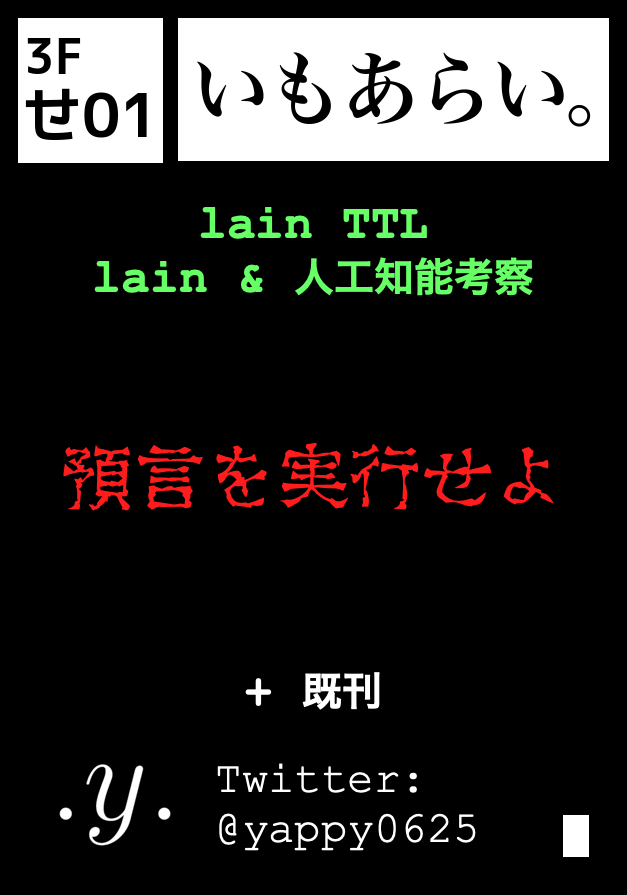 3F
せ01
いもあらい。
lain TTL
lain & 人工知能考察
預言を実行せよ
+ 既刊
.y.
Twitter:
@yappy0625